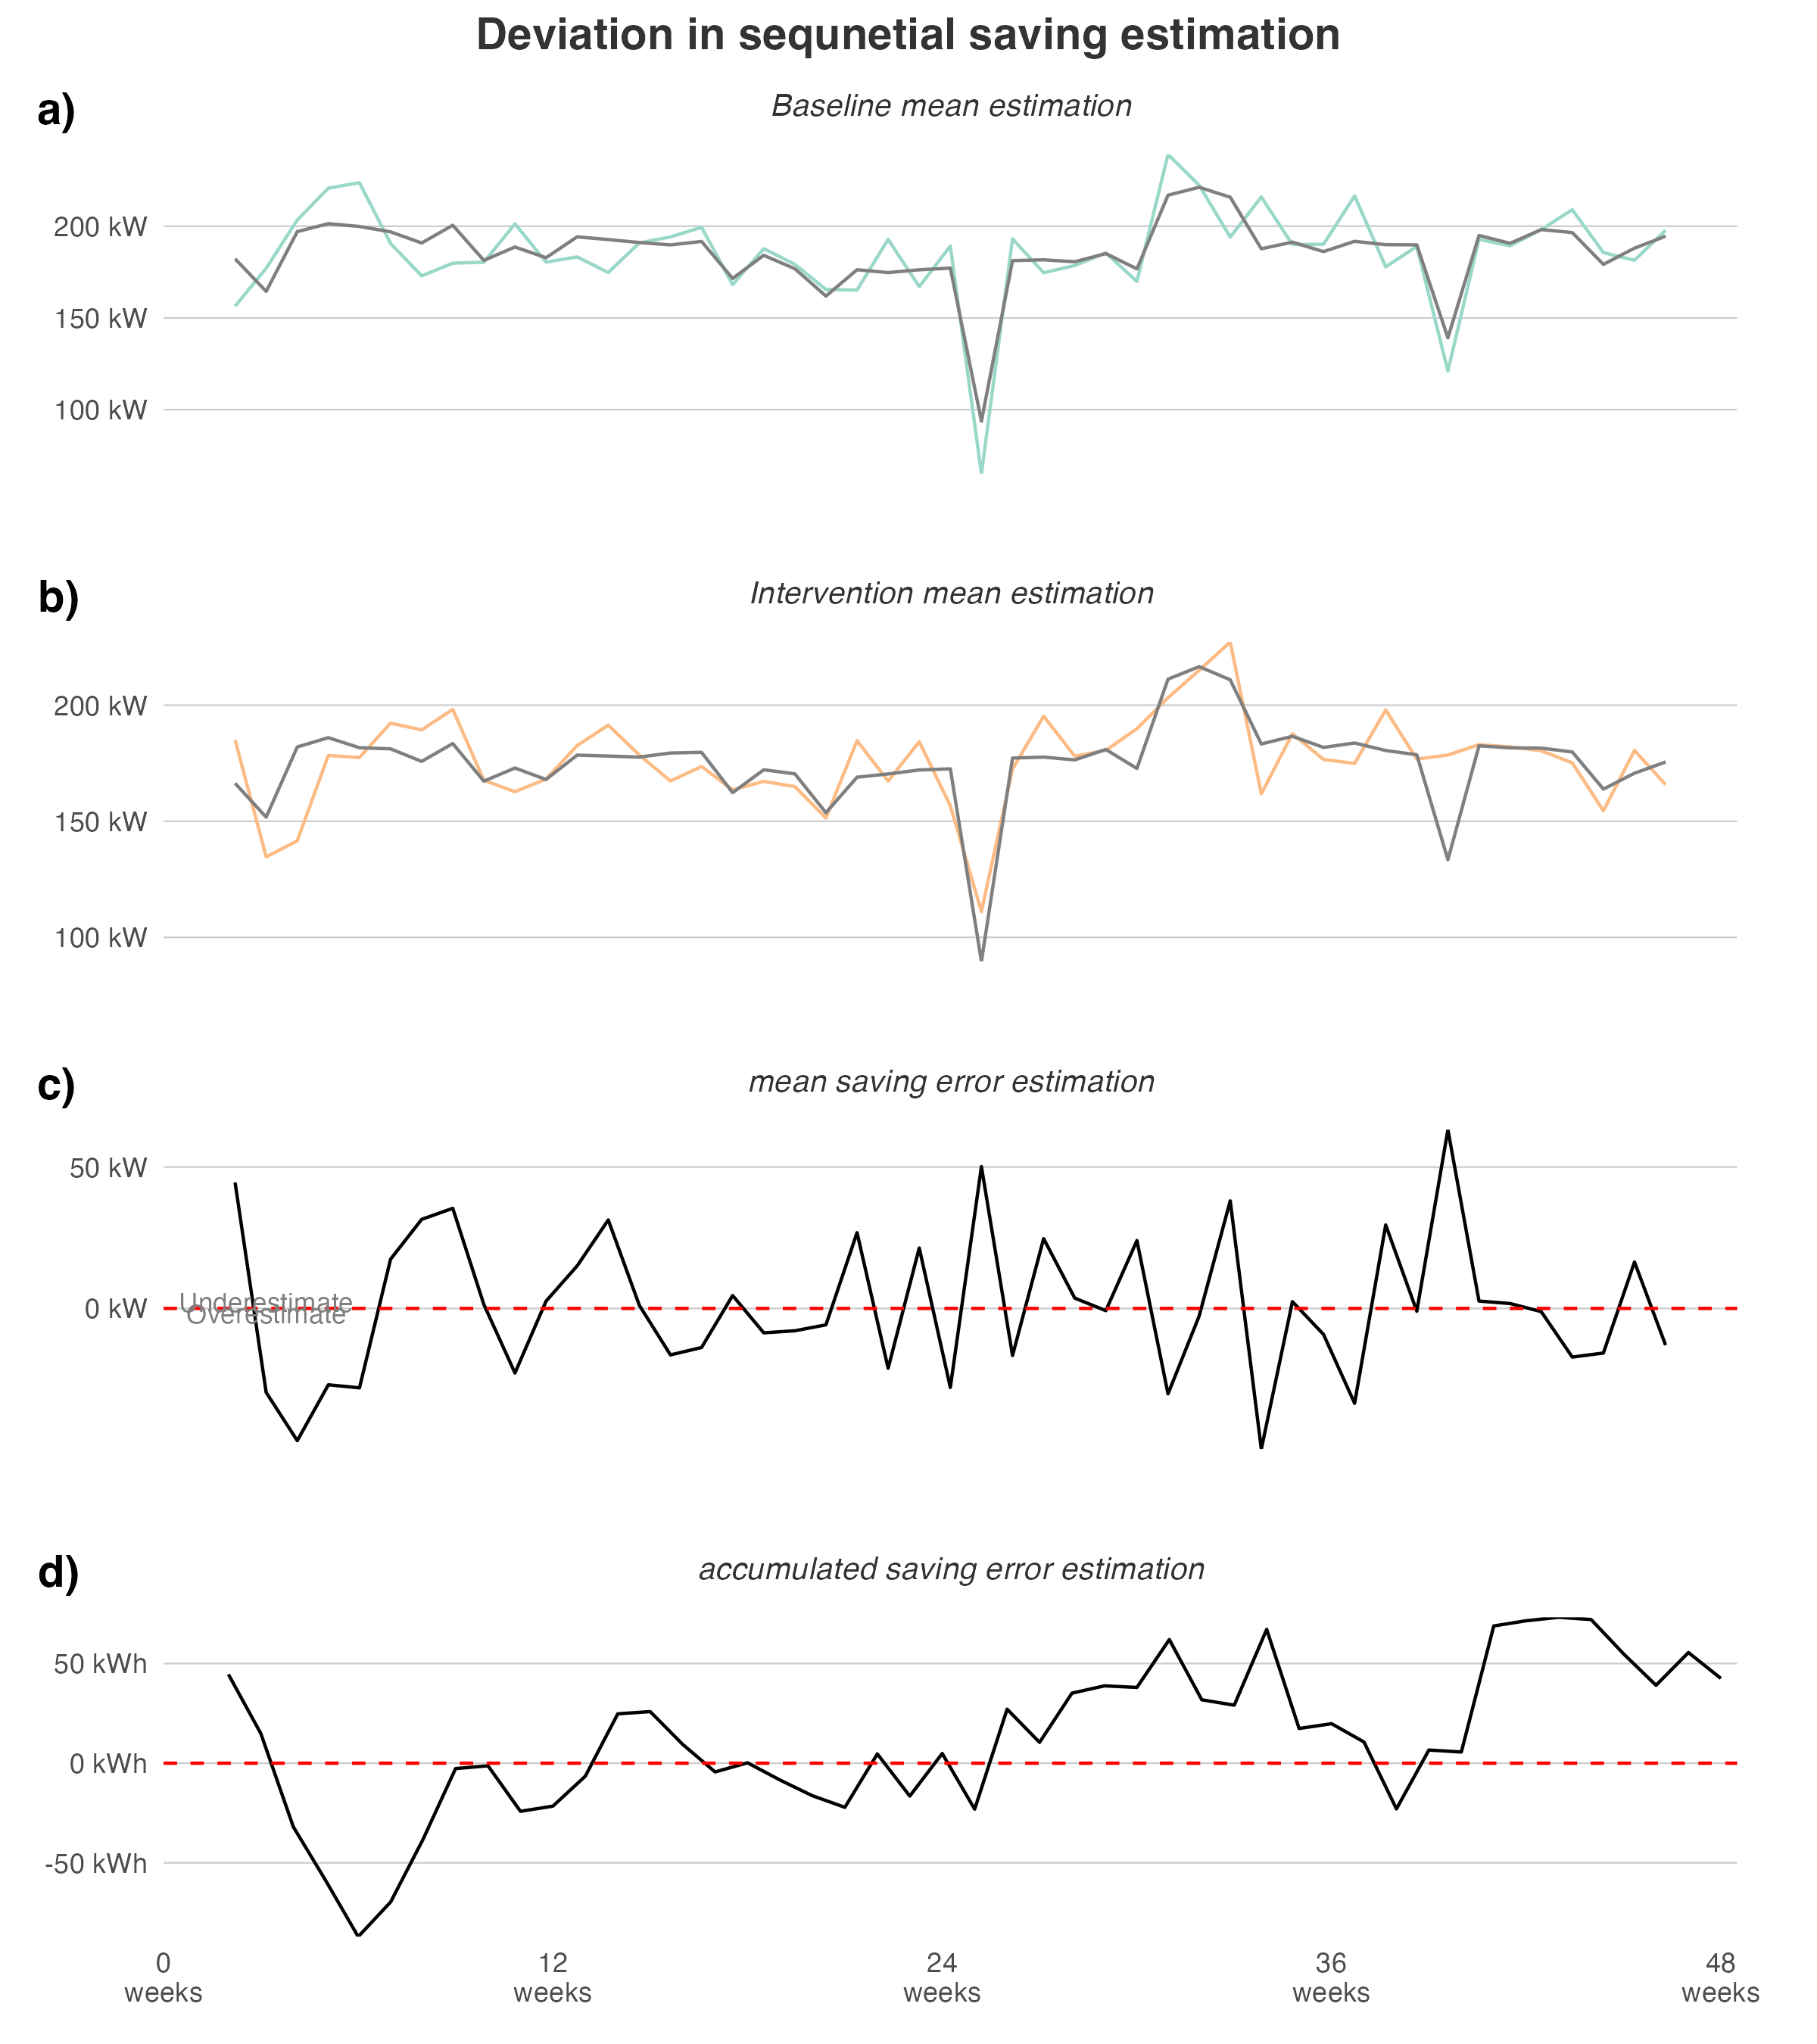 Deviation in sequnetial saving estimation
a)
Baseline mean estimation
200 kW
150 kW
100 kW
b)
Intervention mean estimation
200 kW
150 kW
100 kW
c)
mean saving error estimation
50 kW
Underestimate
0 kW
Overestimate
d)
accumulated saving error estimation
50 kWh
0 kWh
-50 kWh
0 12 24 36 48
weeks weeks weeks weeks weeks